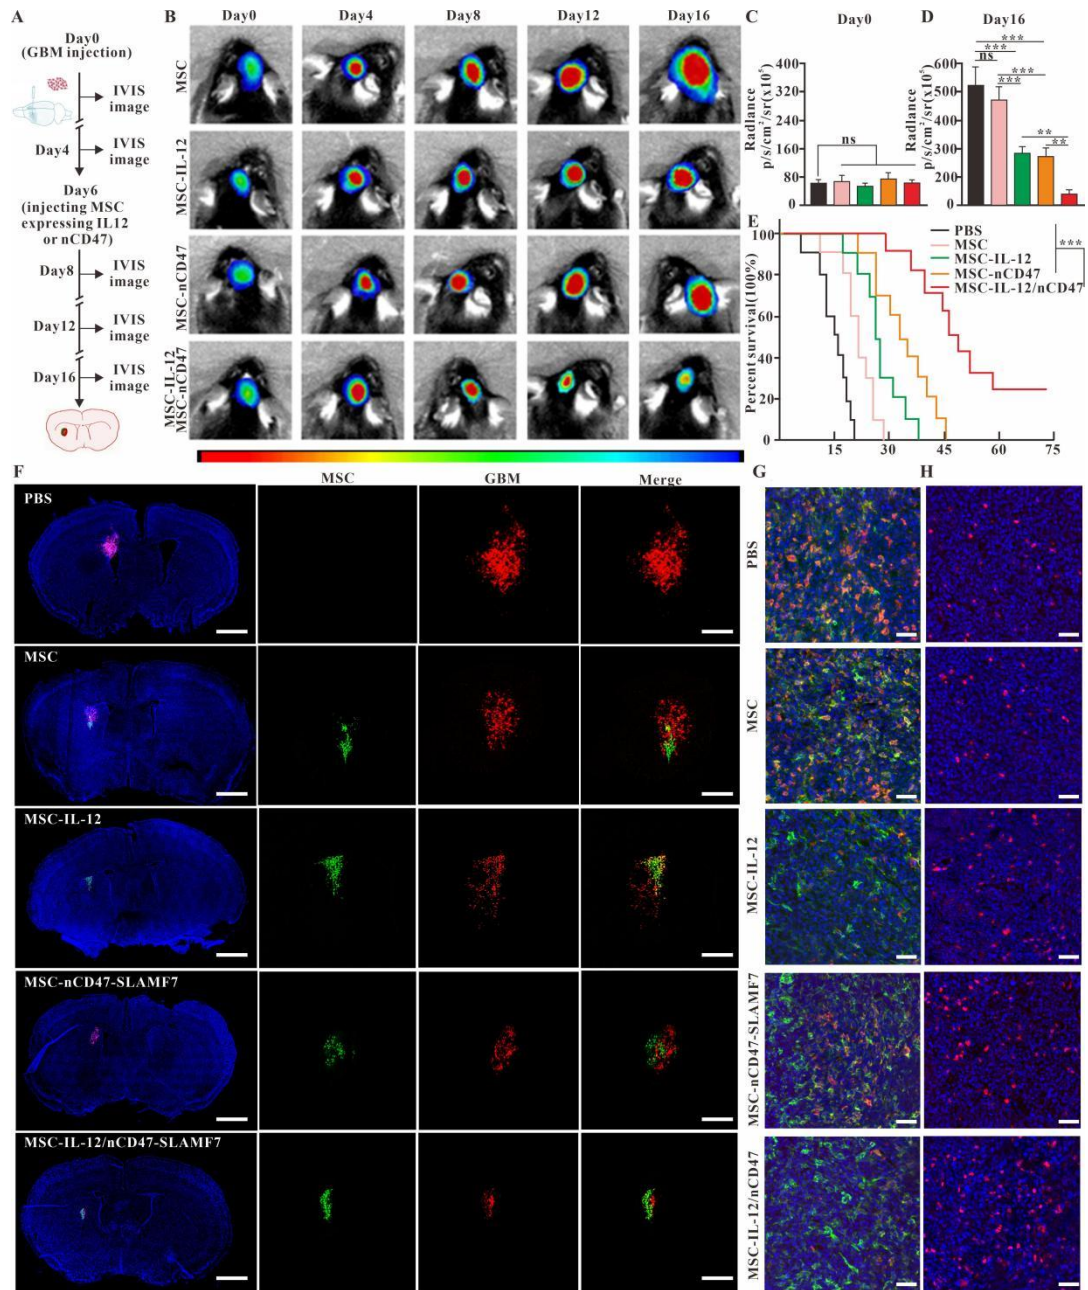 A
Day0
(GBM injection)
IVIS
image
Day4
IVIS
image
Day6
(injecting MSC
expressing IL12
or nCD47)
Day8
IVIS
image
Day12
IVIS
image
Day16
IVIS
image
B
Day0 Day4 Day8 Day12 Day16
MSC
MSC-IL-12
MSC-nCD47
MSC-IL-12
MSC-nCD47
C
Day0
Radlance
p/s/cm²/sr(x10⁵)
400
320
240
160
80
0
ns
D
Day16
Radlance
p/s/cm²/sr(x10⁵)
600
500
400
300
200
100
0
***
***
ns
***
***
**
**
E
Percent survival(100%)
100
80
60
40
20
0
15 30 45 60 75
PBS
MSC
MSC-IL-12
MSC-nCD47
MSC-IL-12/nCD47
***
F
MSC GBM Merge
PBS
MSC
MSC-IL-12
MSC-nCD47-SLAMF7
MSC-IL-12/nCD47-SLAMF7
G H
PBS
MSC
MSC-IL-12
MSC-nCD47-SLAMF7
MSC-IL-12/nCD47